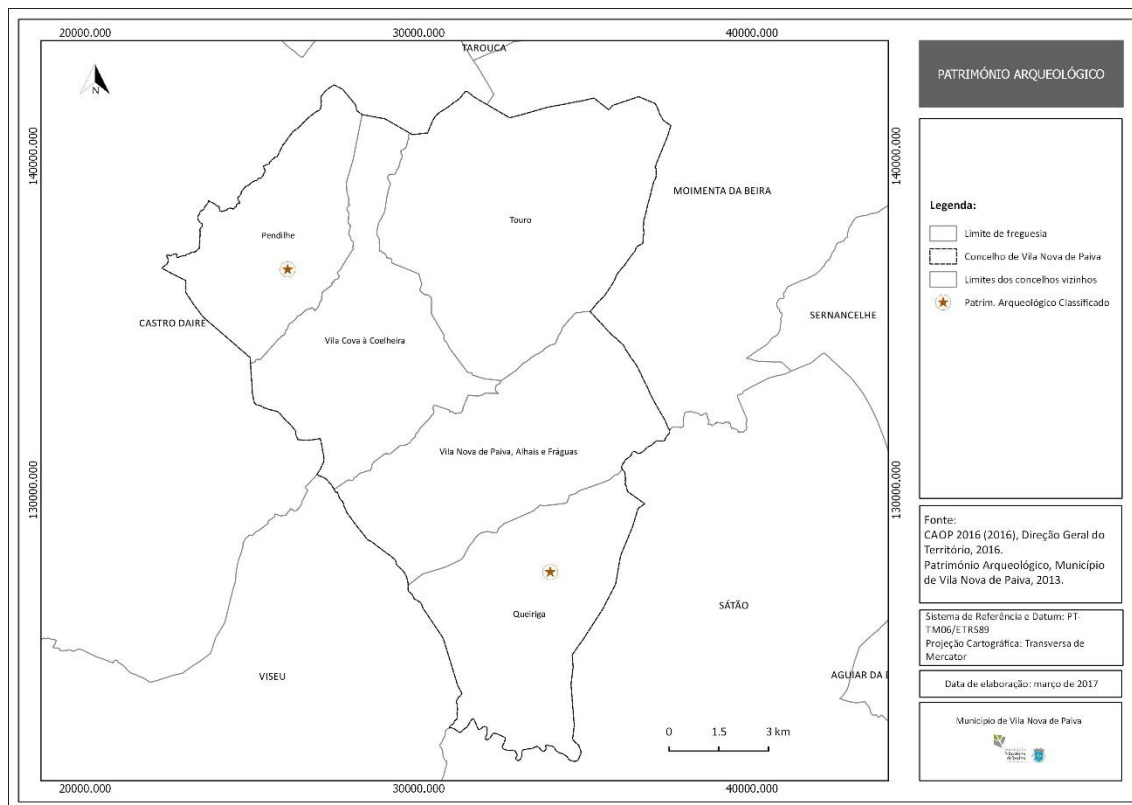 20000.000
30000.000
40000.000
TAROUCA
N
140000.000
140000.000
MOIMENTA DA BEIRA
Touro
Pendilhe
SERNANCELHE
CASTRO DAIRE
Vila Cova à Coelheira
Vila Nova de Paiva, Alhais e Fráguas
130000.000
130000.000
Queiriga
SÁTÃO
VISEU
AGUIAR DA
0 1.5 3 km
20000.000
30000.000
40000.000
PATRIMÓNIO ARQUEOLÓGICO
Legenda:
Limite de freguesia
Concelho de Vila Nova de Paiva
Limites dos concelhos vizinhos
Patrim. Arqueológico Classificado
Fonte:
CAOP 2016 (2016), Direção Geral do
Território, 2016.
Património Arqueológico, Município
de Vila Nova de Paiva, 2013.
Sistema de Referência e Datum: PT-
TM06/ETRS89
Projeção Cartográfica: Transversa de
Mercator
Data de elaboração: março de 2017
Municipio de Vila Nova de Paiva